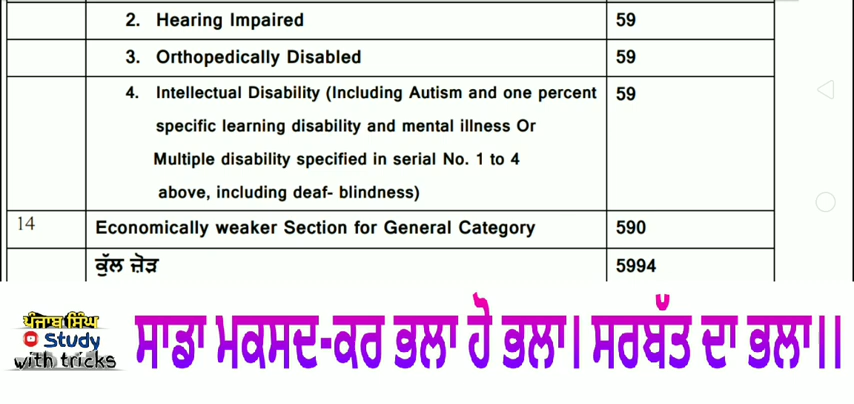 2. Hearing Impaired 59
3. Orthopedically Disabled 59
4. Intellectual Disability (Including Autism and one percent 59
specific learning disability and mental illness Or
Multiple disability specified in serial No. 1 to 4
above, including deaf- blindness)
14 Economically weaker Section for General Category 590
ਕੁੱਲ ਜ਼ੋੜ 5994
ਪੰਜਾਬ ਸਿੰਘ
Study
with tricks
ਸਾਡਾ ਮਕਸਦ-ਕਰ ਭਲਾ ਹੋ ਭਲਾ। ਸਰਬੱਤ ਦਾ ਭਲਾ।।